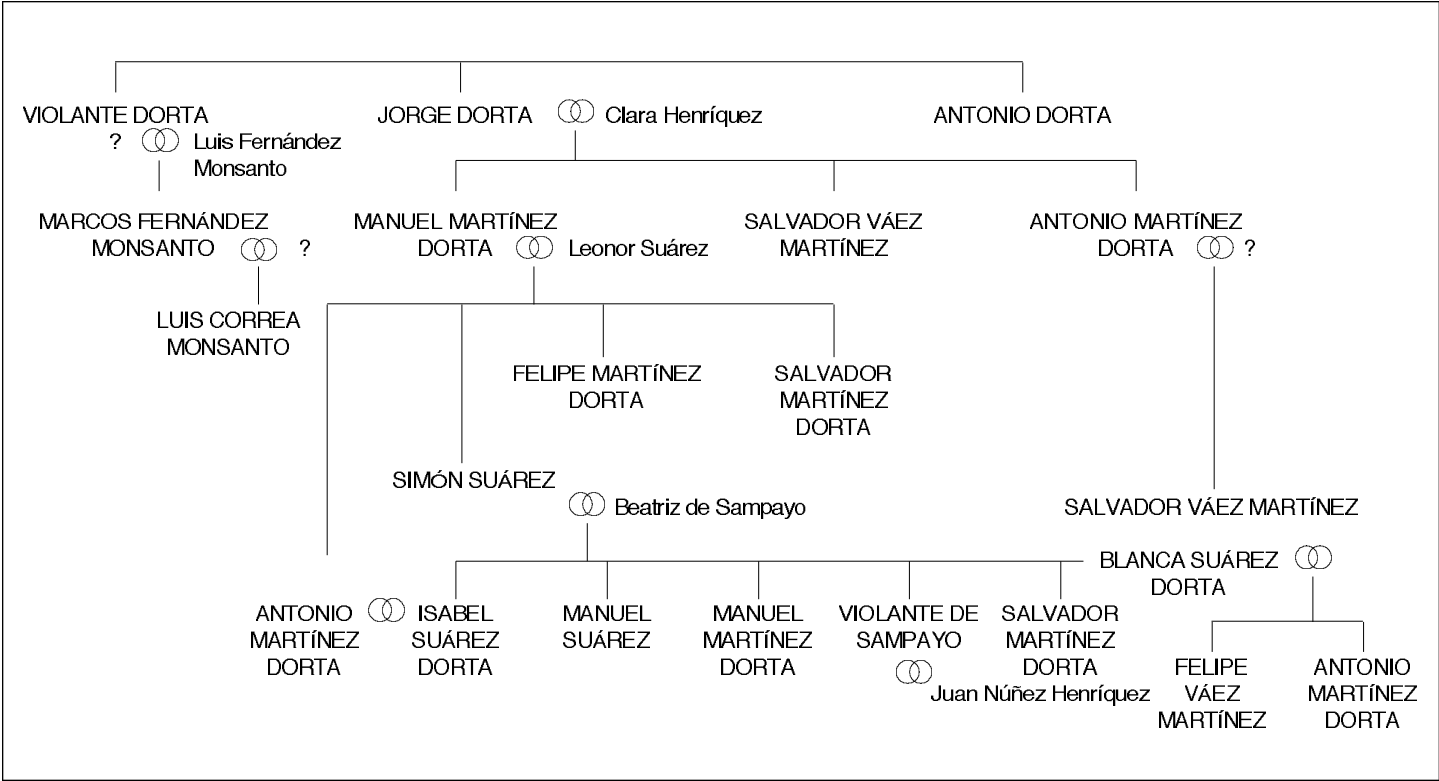 VIOLANTE DORTA
? Luis Fernández
Monsanto
JORGE DORTA Clara Henríquez
ANTONIO DORTA
MARCOS FERNÁNDEZ
MONSANTO ?
MANUEL MARTÍNEZ
DORTA Leonor Suárez
SALVADOR VÁEZ
MARTÍNEZ
ANTONIO MARTÍNEZ
DORTA ?
LUIS CORREA
MONSANTO
FELIPE MARTÍNEZ
DORTA
SALVADOR
MARTÍNEZ
DORTA
SIMÓN SUÁREZ
Beatriz de Sampayo
SALVADOR VÁEZ MARTÍNEZ
BLANCA SUÁREZ
DORTA
ANTONIO
MARTÍNEZ
DORTA
ISABEL
SUÁREZ
DORTA
MANUEL
SUÁREZ
MANUEL
MARTÍNEZ
DORTA
VIOLANTE DE
SAMPAYO
Juan Núñez Henríquez
SALVADOR
MARTÍNEZ
DORTA
FELIPE
VÁEZ
MARTÍNEZ
ANTONIO
MARTÍNEZ
DORTA